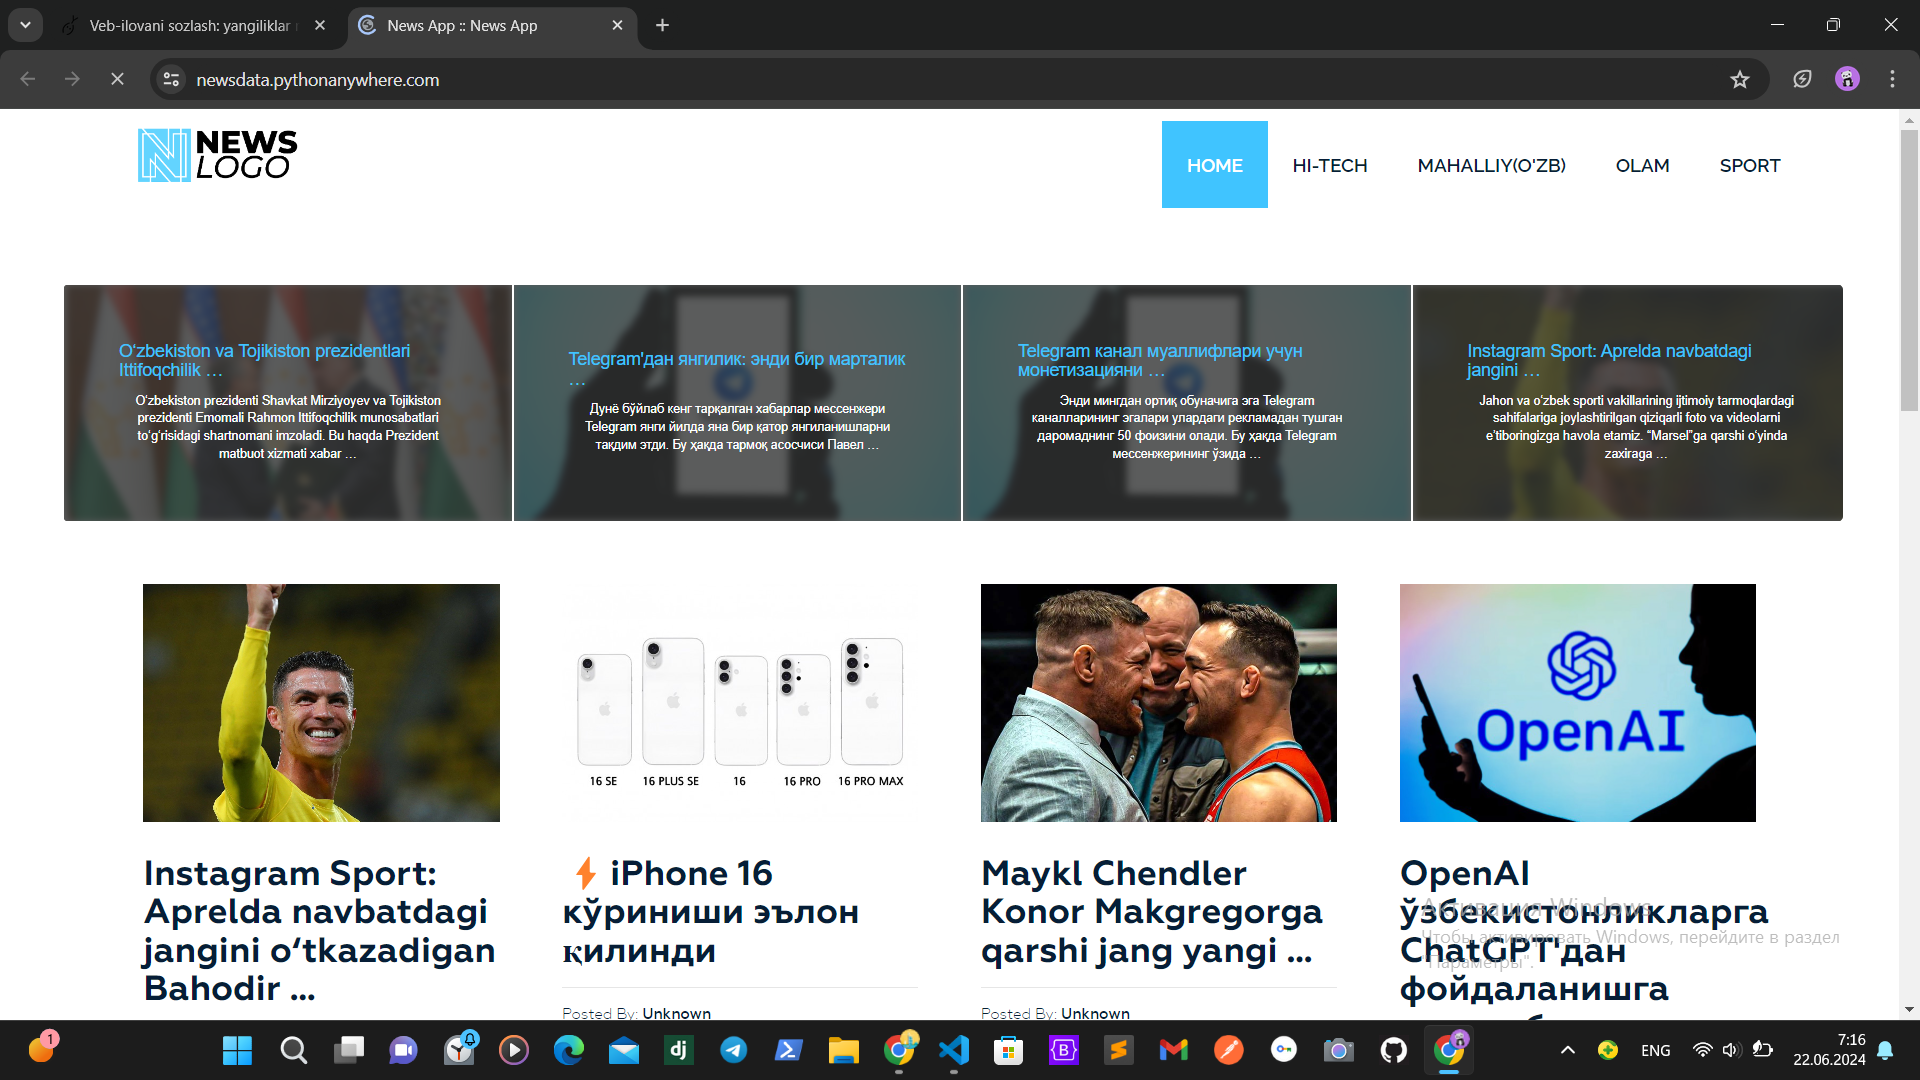 Veb-ilovani sozlash: yangiliklar
News App :: News App
newsdata.pythonanywhere.com
NEWS
LOGO
HOME
HI-TECH
MAHALLIY(O'ZB)
OLAM
SPORT
O‘zbekiston va Tojikiston prezidentlari
Ittifoqchilik …
O‘zbekiston prezidenti Shavkat Mirziyoyev va Tojikiston
prezidenti Emomali Rahmon Ittifoqchilik munosabatlari
to‘g‘risidagi shartnomani imzoladi. Bu haqda Prezident
matbuot xizmati xabar …
Telegram'дан янгилик: энди бир марталик
…
Дунё бўйлаб кенг тарқалган хабарлар мессенжери
Telegram янги йилда яна бир қатор янгиланишларни
тақдим этди. Бу ҳақда тармоқ асосчиси Павел …
Telegram канал муаллифлари учун
монетизацияни …
Энди мингдан ортиқ обуначига эга Telegram
каналларининг эгалари улардаги рекламадан тушган
даромаднинг 50 фоизини олади. Бу ҳақда Telegram
мессенжерининг ўзида …
Instagram Sport: Aprelda navbatdagi
jangini …
Jahon va o‘zbek sporti vakillarining ijtimoiy tarmoqlardagi
sahifalariga joylashtirilgan qiziqarli foto va videolarni
e’tiboringizga havola etamiz. “Marsel”ga qarshi o‘yinda
zaxiraga …
16 SE
16 PLUS SE
16
16 PRO
16 PRO MAX
OpenAI
Instagram Sport:
Aprelda navbatdagi
jangini o‘tkazadigan
Bahodir ...
⚡ iPhone 16
кўриниши эълон
қилинди
Posted By: Unknown
Maykl Chendler
Konor Makgregorga
qarshi jang yangi ...
Posted By: Unknown
OpenAI
ўзбекистонликларга
ChatGPT'дан
фойдаланишга
Активация Windows
Чтобы активировать Windows, перейдите в раздел
"Параметры".
1
dj
B
ENG
7:16
22.06.2024